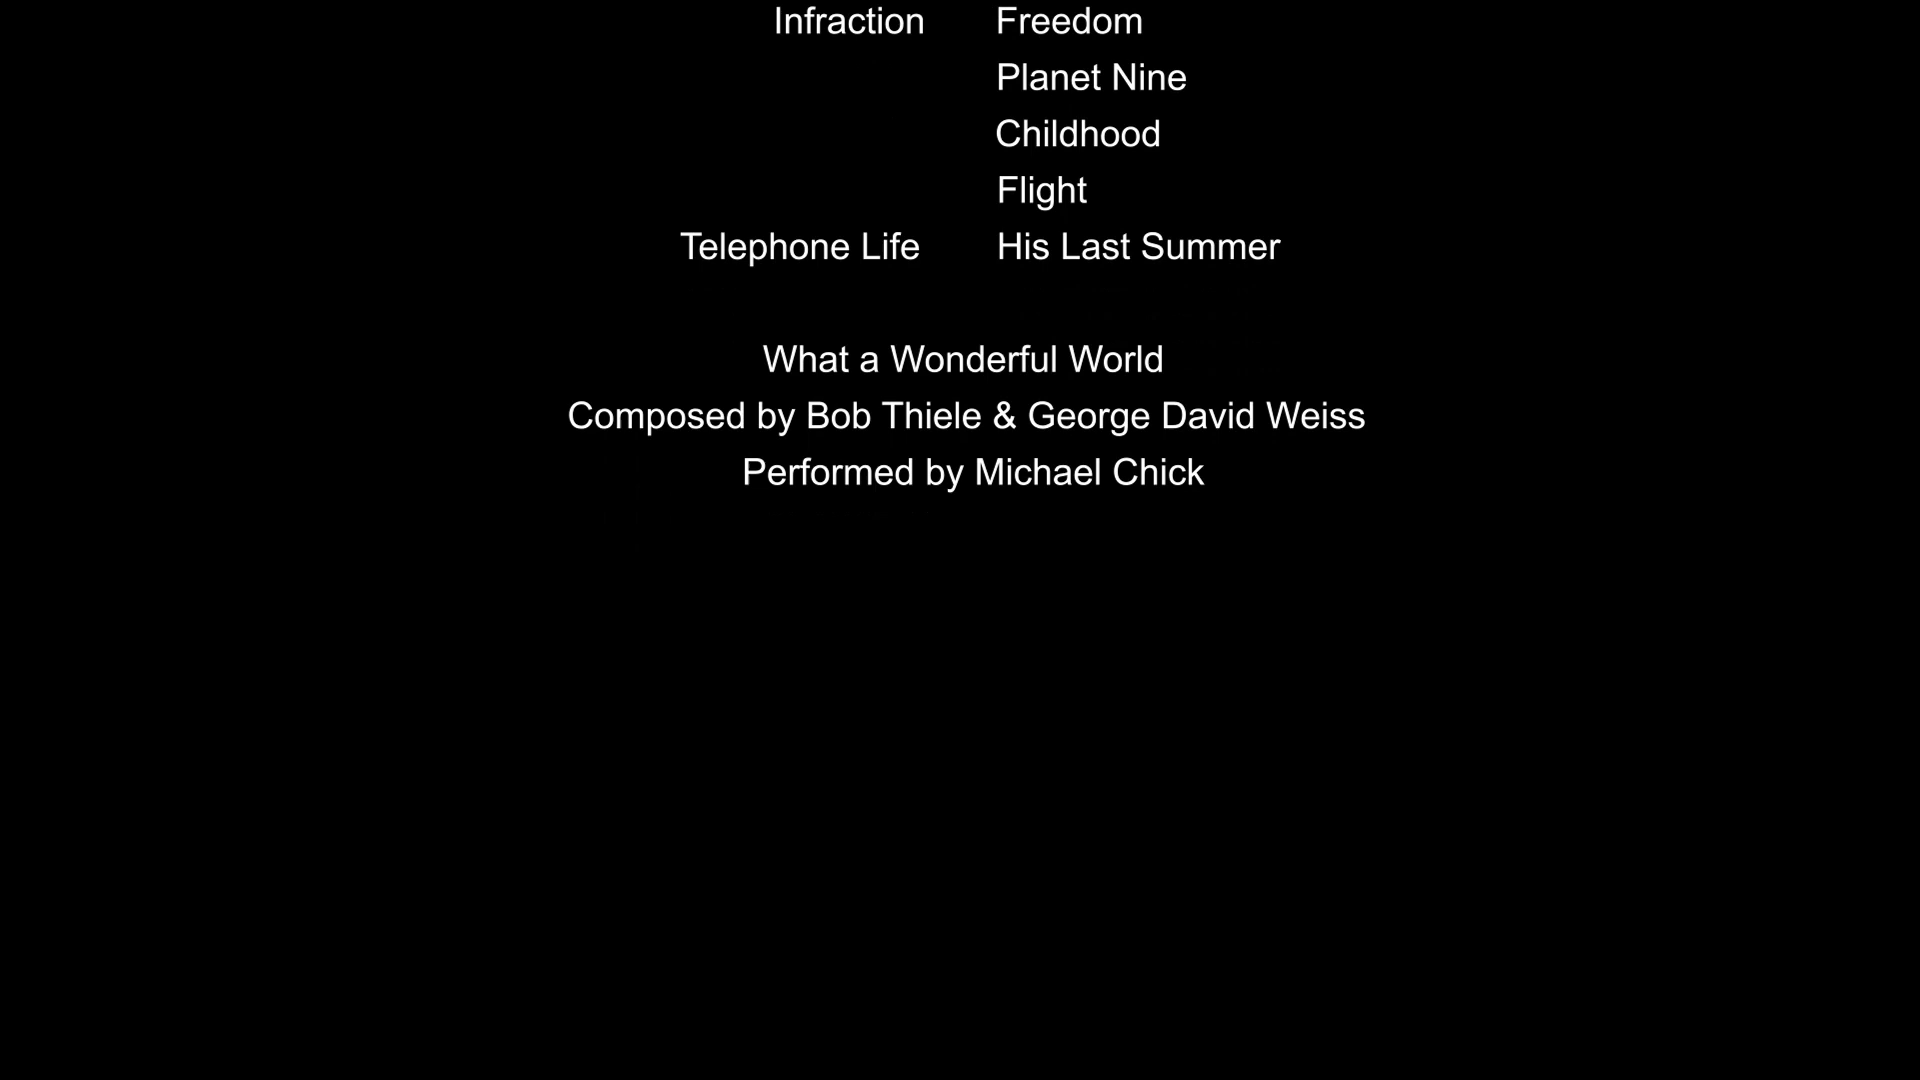 Infraction Freedom
Planet Nine
Childhood
Flight
Telephone Life His Last Summer
What a Wonderful World
Composed by Bob Thiele & George David Weiss
Performed by Michael Chick